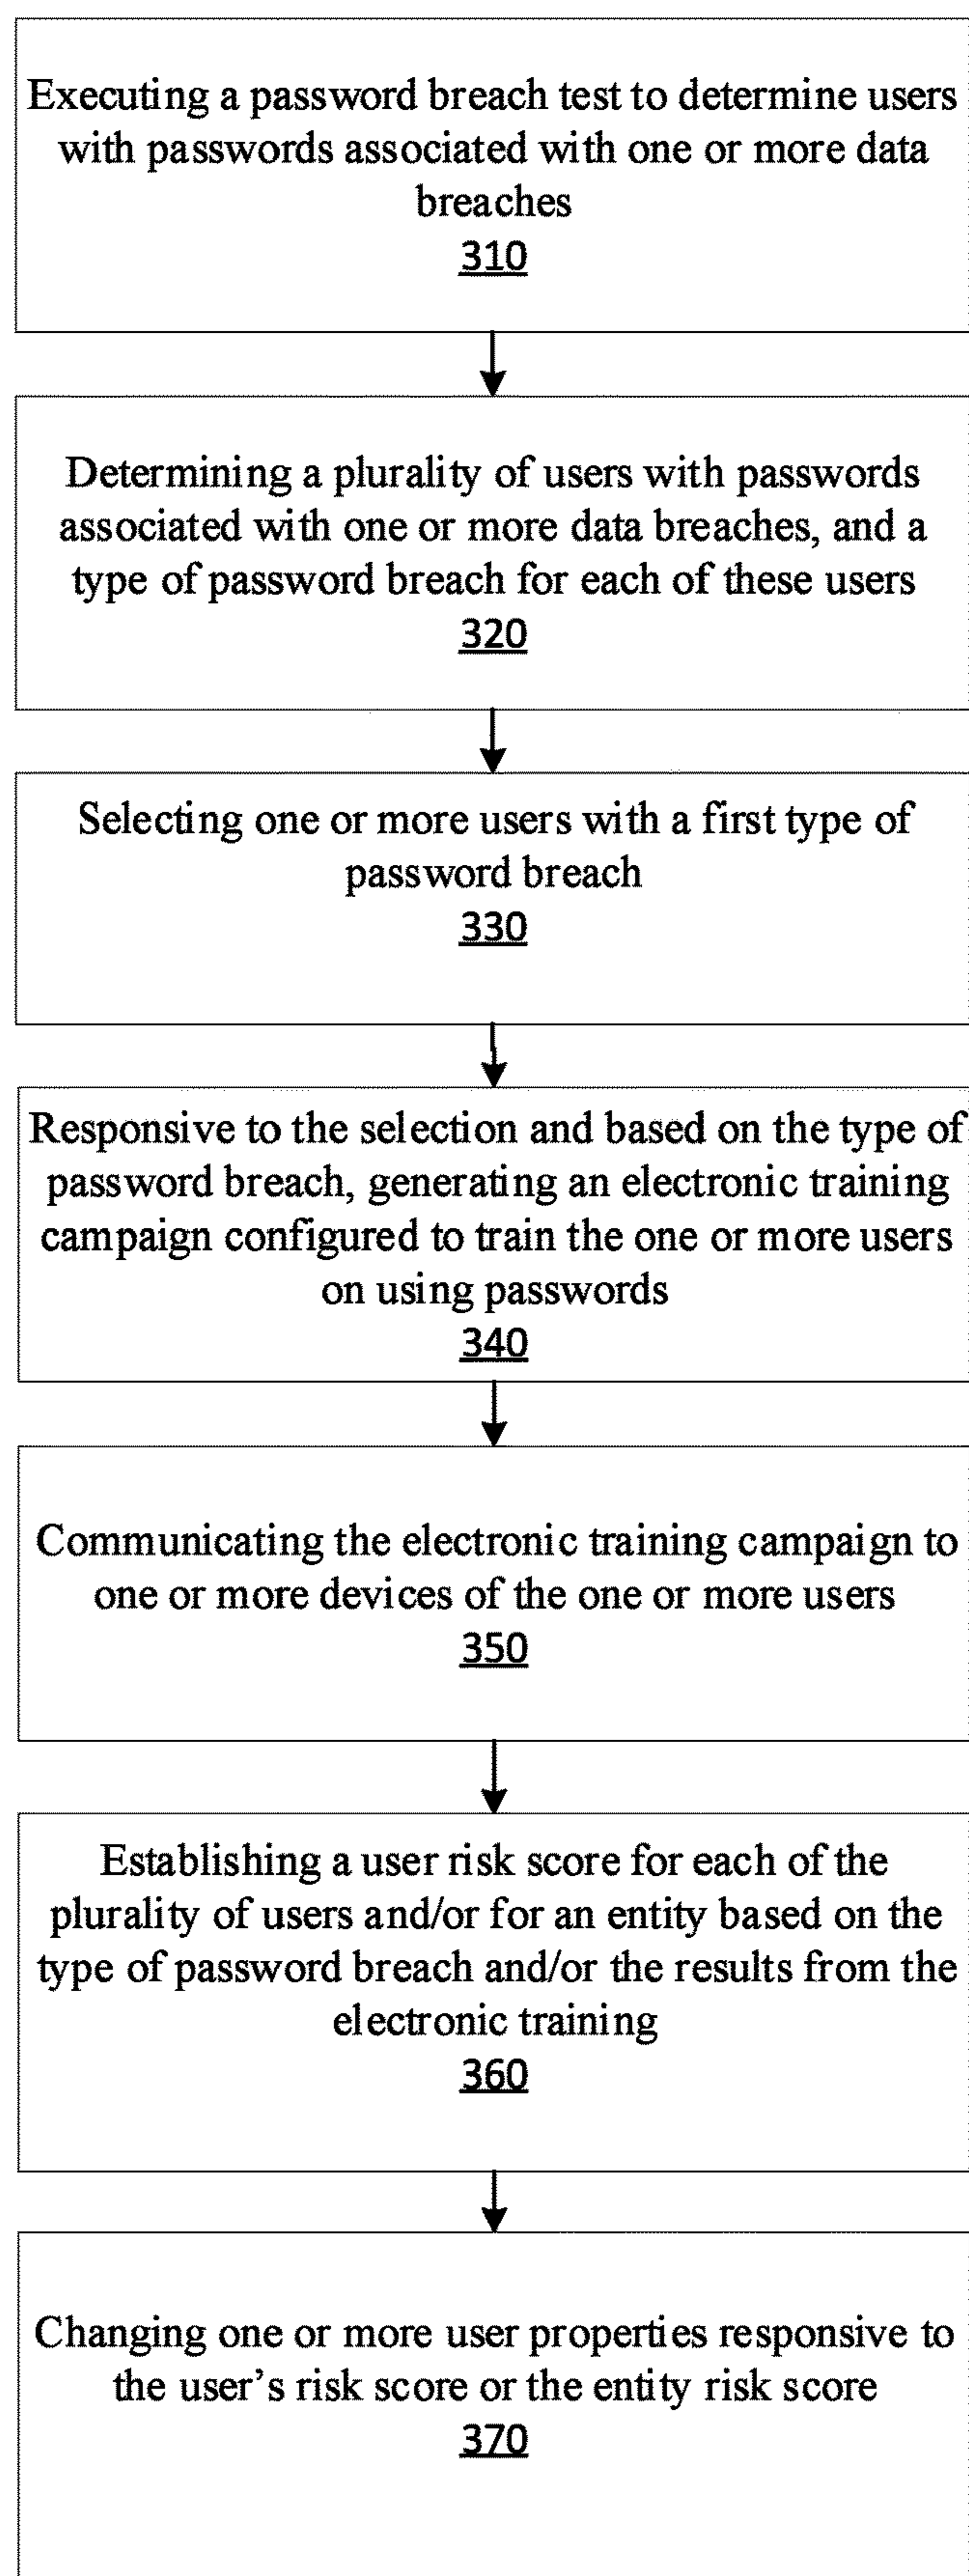 Executing a password breach test to determine users
with passwords associated with one or more data
breaches
310
Determining a plurality of users with passwords
associated with one or more data breaches, and a
type of password breach for each of these users
320
Selecting one or more users with a first type of
password breach
330
Responsive to the selection and based on the type of
password breach, generating an electronic training
campaign configured to train the one or more users
on using passwords
340
Communicating the electronic training campaign to
one or more devices of the one or more users
350
Establishing a user risk score for each of the
plurality of users and/or for an entity based on the
type of password breach and/or the results from the
electronic training
360
Changing one or more user properties responsive to
the user’s risk score or the entity risk score
370